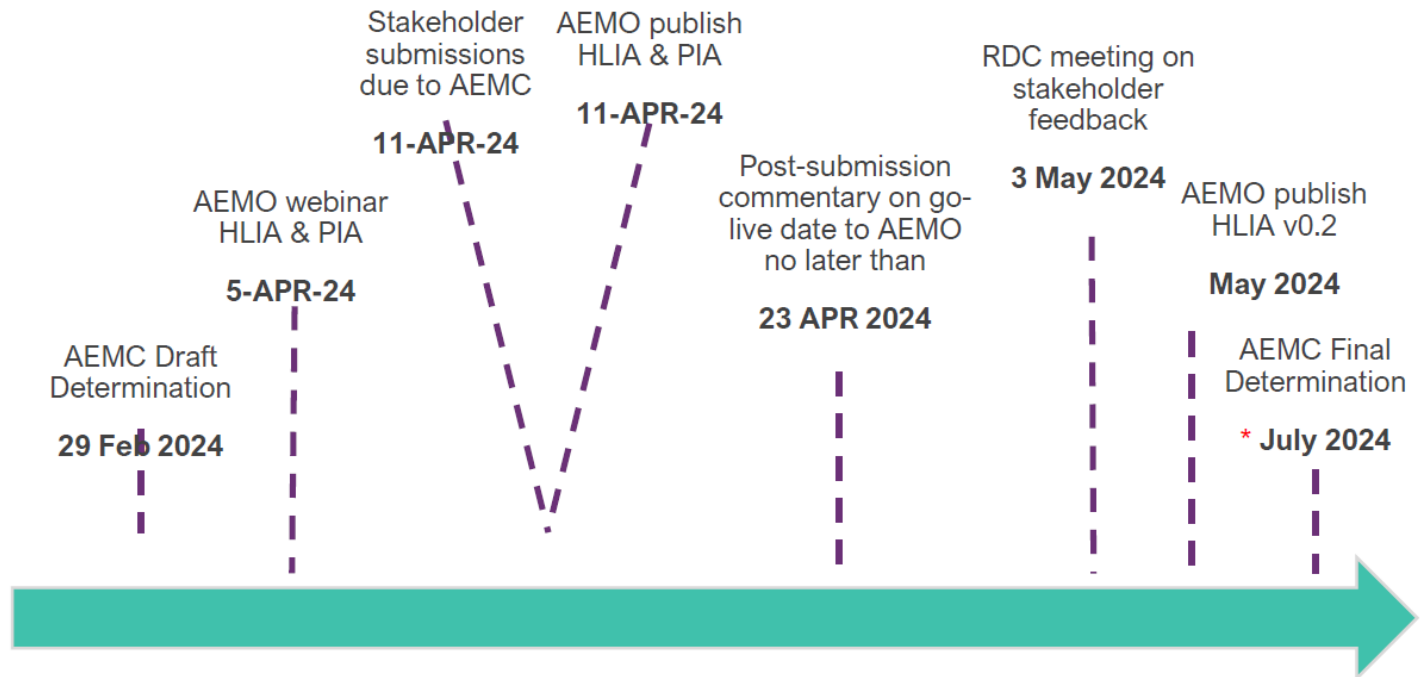 Stakeholder
submissions
due to AEMC
11-APR-24
AEMO publish
HLIA & PIA
11-APR-24
RDC meeting on
stakeholder
feedback
3 May 2024
Post-submission
commentary on go-
live date to AEMO
no later than
23 APR 2024
AEMO webinar
HLIA & PIA
5-APR-24
AEMO publish
HLIA v0.2
May 2024
AEMC Draft
Determination
29 Feb 2024
AEMC Final
Determination
* July 2024